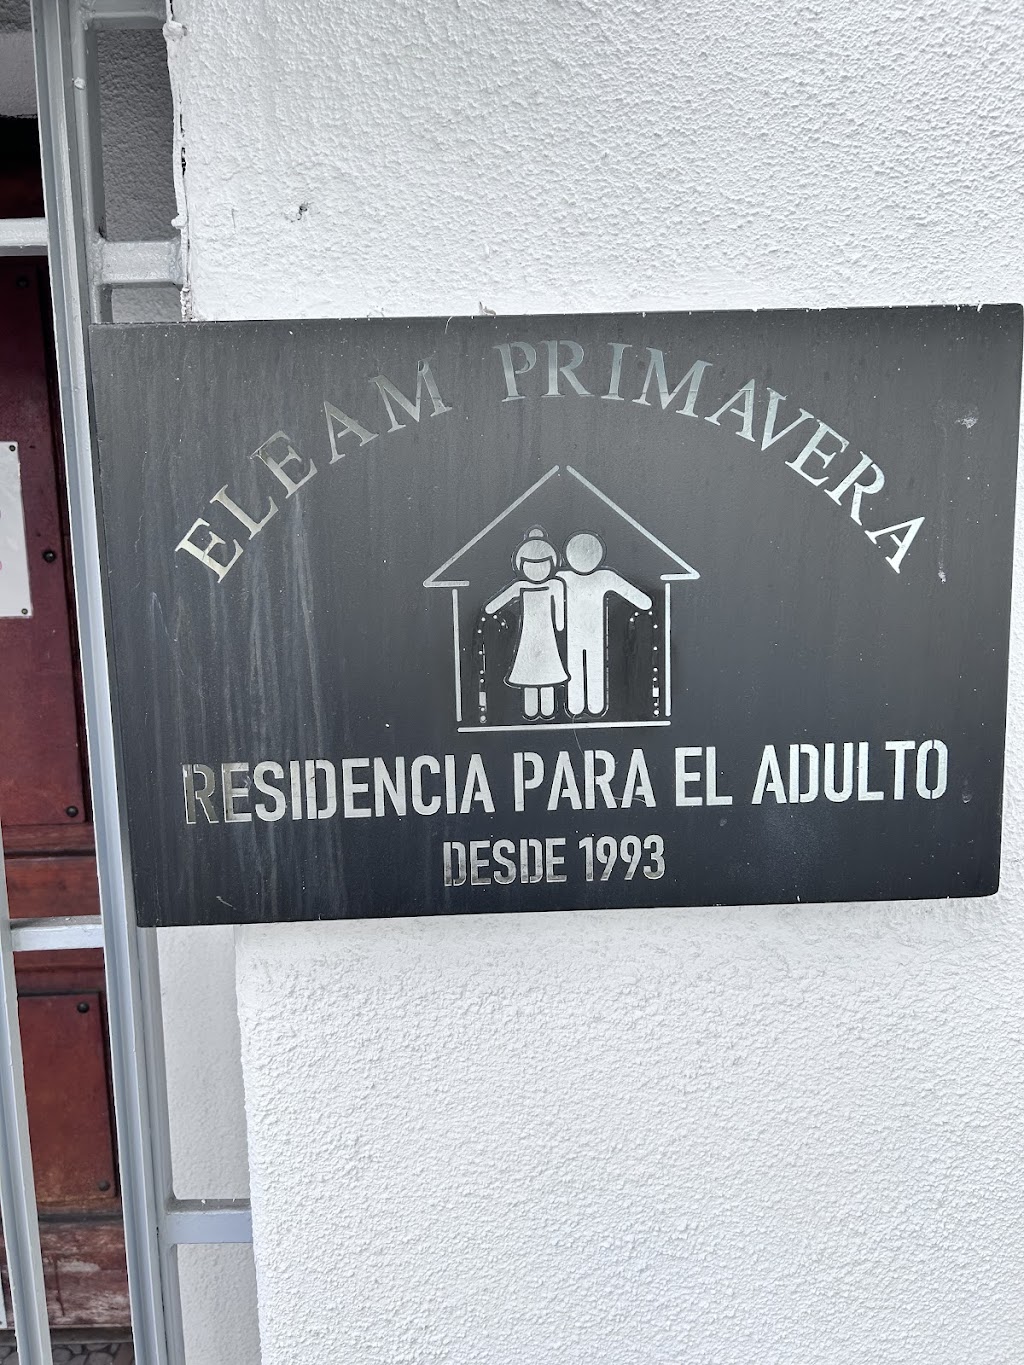 ELEAM PRIMAVERA
RESIDENCIA PARA EL ADULTO
DESDE 1993